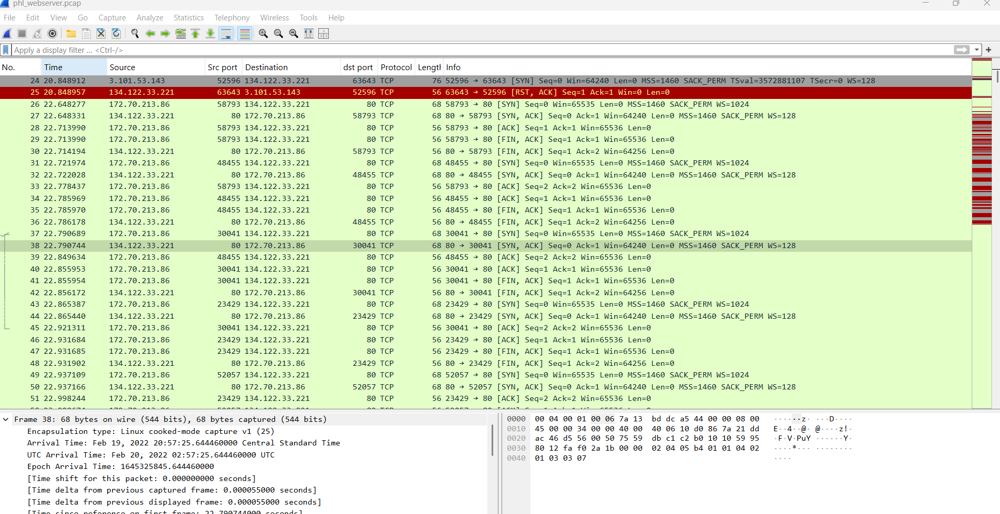 phl_webserver.pcap
File Edit View Go Capture Analyze Statistics Telephony Wireless Tools Help
Apply a display filter ... <Ctrl-/>
No. Time Source Src port Destination dst port Protocol Length Info
24 20.848912 3.101.53.143 52596 134.122.33.221 63643 TCP 76 52596 → 63643 [SYN] Seq=0 Win=64240 Len=0 MSS=1460 SACK_PERM TSval=3572881107 TSecr=0 WS=128
25 20.848957 134.122.33.221 63643 3.101.53.143 52596 TCP 56 63643 → 52596 [RST, ACK] Seq=1 Ack=1 Win=0 Len=0
26 22.648277 172.70.213.86 58793 134.122.33.221 80 TCP 68 58793 → 80 [SYN] Seq=0 Win=65535 Len=0 MSS=1460 SACK_PERM WS=1024
27 22.648331 134.122.33.221 80 172.70.213.86 58793 TCP 68 80 → 58793 [SYN, ACK] Seq=0 Ack=1 Win=64240 Len=0 MSS=1460 SACK_PERM WS=128
28 22.713990 172.70.213.86 58793 134.122.33.221 80 TCP 56 58793 → 80 [ACK] Seq=1 Ack=1 Win=65536 Len=0
29 22.713990 172.70.213.86 58793 134.122.33.221 80 TCP 56 58793 → 80 [FIN, ACK] Seq=1 Ack=1 Win=65536 Len=0
30 22.714194 134.122.33.221 80 172.70.213.86 58793 TCP 56 80 → 58793 [FIN, ACK] Seq=1 Ack=2 Win=64256 Len=0
31 22.721974 172.70.213.86 48455 134.122.33.221 80 TCP 68 48455 → 80 [SYN] Seq=0 Win=65535 Len=0 MSS=1460 SACK_PERM WS=1024
32 22.722028 134.122.33.221 80 172.70.213.86 48455 TCP 68 80 → 48455 [SYN, ACK] Seq=0 Ack=1 Win=64240 Len=0 MSS=1460 SACK_PERM WS=128
33 22.778437 172.70.213.86 58793 134.122.33.221 80 TCP 56 58793 → 80 [ACK] Seq=2 Ack=2 Win=65536 Len=0
34 22.785969 172.70.213.86 48455 134.122.33.221 80 TCP 56 48455 → 80 [ACK] Seq=1 Ack=1 Win=65536 Len=0
35 22.785970 172.70.213.86 48455 134.122.33.221 80 TCP 56 48455 → 80 [FIN, ACK] Seq=1 Ack=1 Win=65536 Len=0
36 22.786178 134.122.33.221 80 172.70.213.86 48455 TCP 56 80 → 48455 [FIN, ACK] Seq=1 Ack=2 Win=64256 Len=0
37 22.790689 172.70.213.86 30041 134.122.33.221 80 TCP 68 30041 → 80 [SYN] Seq=0 Win=65535 Len=0 MSS=1460 SACK_PERM WS=1024
38 22.790744 134.122.33.221 80 172.70.213.86 30041 TCP 68 80 → 30041 [SYN, ACK] Seq=0 Ack=1 Win=64240 Len=0 MSS=1460 SACK_PERM WS=128
39 22.849634 172.70.213.86 48455 134.122.33.221 80 TCP 56 48455 → 80 [ACK] Seq=2 Ack=2 Win=65536 Len=0
40 22.855953 172.70.213.86 30041 134.122.33.221 80 TCP 56 30041 → 80 [ACK] Seq=1 Ack=1 Win=65536 Len=0
41 22.855954 172.70.213.86 30041 134.122.33.221 80 TCP 56 30041 → 80 [FIN, ACK] Seq=1 Ack=1 Win=65536 Len=0
42 22.856172 134.122.33.221 80 172.70.213.86 30041 TCP 56 80 → 30041 [FIN, ACK] Seq=1 Ack=2 Win=64256 Len=0
43 22.865387 172.70.213.86 23429 134.122.33.221 80 TCP 68 23429 → 80 [SYN] Seq=0 Win=65535 Len=0 MSS=1460 SACK_PERM WS=1024
44 22.865440 134.122.33.221 80 172.70.213.86 23429 TCP 68 80 → 23429 [SYN, ACK] Seq=0 Ack=1 Win=64240 Len=0 MSS=1460 SACK_PERM WS=128
45 22.921311 172.70.213.86 30041 134.122.33.221 80 TCP 56 30041 → 80 [ACK] Seq=2 Ack=2 Win=65536 Len=0
46 22.931684 172.70.213.86 23429 134.122.33.221 80 TCP 56 23429 → 80 [ACK] Seq=1 Ack=1 Win=65536 Len=0
47 22.931685 172.70.213.86 23429 134.122.33.221 80 TCP 56 23429 → 80 [FIN, ACK] Seq=1 Ack=1 Win=65536 Len=0
48 22.931902 134.122.33.221 80 172.70.213.86 23429 TCP 56 80 → 23429 [FIN, ACK] Seq=1 Ack=2 Win=64256 Len=0
49 22.937109 172.70.213.86 52057 134.122.33.221 80 TCP 68 52057 → 80 [SYN] Seq=0 Win=65535 Len=0 MSS=1460 SACK_PERM WS=1024
50 22.937166 134.122.33.221 80 172.70.213.86 52057 TCP 68 80 → 52057 [SYN, ACK] Seq=0 Ack=1 Win=64240 Len=0 MSS=1460 SACK_PERM WS=128
51 22.998244 172.70.213.86 23429 134.122.33.221 80 TCP 56 23429 → 80 [ACK] Seq=2 Ack=2 Win=65536 Len=0
Frame 38: 68 bytes on wire (544 bits), 68 bytes captured (544 bits)
Encapsulation type: Linux cooked-mode capture v1 (25)
Arrival Time: Feb 19, 2022 20:57:25.644460000 Central Standard Time
UTC Arrival Time: Feb 20, 2022 02:57:25.644460000 UTC
Epoch Arrival Time: 1645325845.644460000
[Time shift for this packet: 0.000000000 seconds]
[Time delta from previous captured frame: 0.000055000 seconds]
[Time delta from previous displayed frame: 0.000055000 seconds]
[Time since reference or first frame: 22.790744000 seconds]
0000 00 04 00 01 00 06 7a 13 bd dc a5 44 00 00 08 00 ······z· ···D····
0010 45 00 00 34 00 00 40 00 40 06 10 d0 86 7a 21 dd E··4··@· @····z!·
0020 ac 46 d5 56 00 50 75 59 db c1 c2 b0 10 10 59 95 ·F·V·PuY ······Y·
0030 80 12 fa f0 2a 1b 00 00 02 04 05 b4 01 01 04 02 ····*··· ········
0040 01 03 03 07 ····